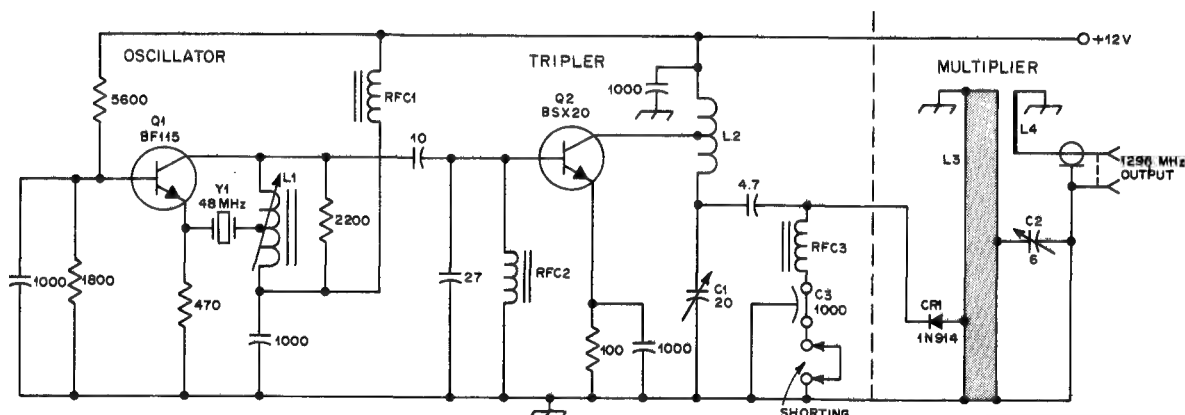 OSCILLATOR
TRIPLER
MULTIPLIER
+12V
5600
RFC1
1000
Q1
BF115
Q2
BSX20
10
L2
L3
L4
1296 MHz
OUTPUT
Y1
48MHz
L1
2200
4.7
RFC3
C2
6
1000
1800
470
1000
27
RFC2
100
1000
C1
20
C3
1000
CR1
1N914
SHORTING